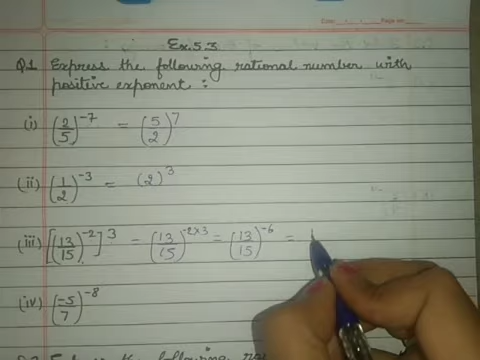 Ex.5.3
Q.1 Express the following rational number with
positive exponent :
(i) (2/5)^-7 = (5/2)^7
(ii) (1/2)^-3 = (2)^3
(iii) [(13/15)^-2]^3 = (13/15)^-2×3 = (13/15)^-6 =
(iv) (-5/7)^-8